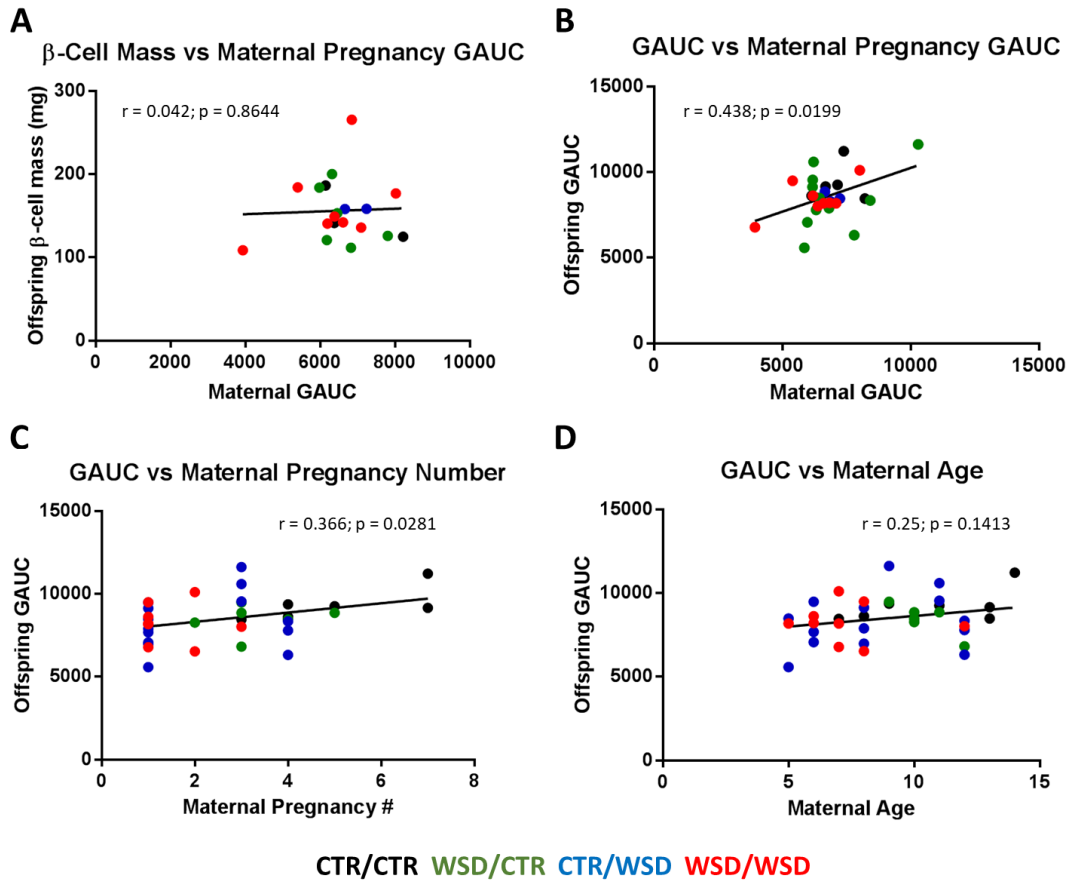 A
β-Cell Mass vs Maternal Pregnancy GAUC
r = 0.042; p = 0.8644
Offspring β-cell mass (mg)
300
200
100
0
0 2000 4000 6000 8000 10000
Maternal GAUC
B
GAUC vs Maternal Pregnancy GAUC
r = 0.438; p = 0.0199
Offspring GAUC
15000
10000
5000
0
0 5000 10000 15000
Maternal GAUC
C
GAUC vs Maternal Pregnancy Number
r = 0.366; p = 0.0281
Offspring GAUC
15000
10000
5000
0
0 2 4 6 8
Maternal Pregnancy #
D
GAUC vs Maternal Age
r = 0.25; p = 0.1413
Offspring GAUC
15000
10000
5000
0
0 5 10 15
Maternal Age
CTR/CTR WSD/CTR CTR/WSD WSD/WSD